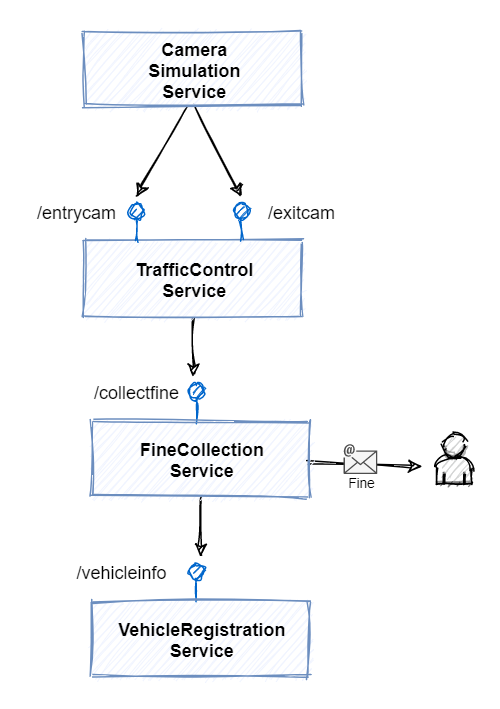 Camera
Simulation
Service
/entrycam
/exitcam
TrafficControl
Service
/collectfine
FineCollection
Service
@
Fine
/vehicleinfo
VehicleRegistration
Service